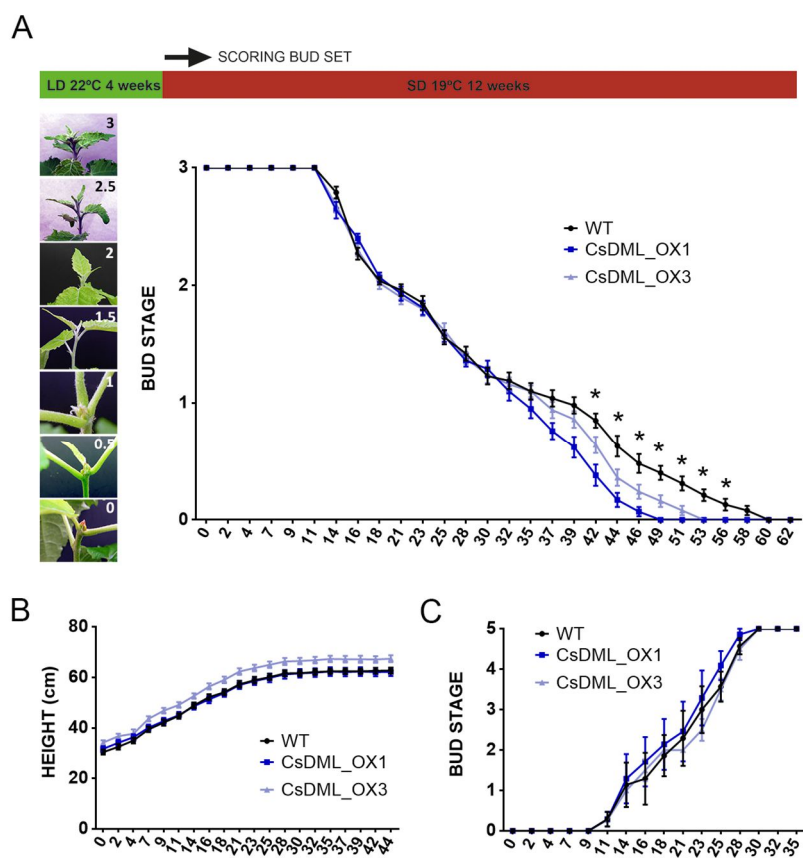 A
SCORING BUD SET
LD 22ºC 4 weeks
SD 19ºC 12 weeks
3
2.5
2
1.5
1
0.5
0
BUD STAGE
3
2
1
0
WT
CsDML_OX1
CsDML_OX3
* * * * * * *
0 2 4 7 9 11 14 16 18 21 23 25 28 30 32 35 37 39 42 44 46 49 51 53 56 58 60 62
B
HEIGHT (cm)
80
60
40
20
0
WT
CsDML_OX1
CsDML_OX3
0 2 4 7 9 11 14 16 18 21 23 25 28 30 32 35 37 39 42 44
C
BUD STAGE
5
4
3
2
1
0
WT
CsDML_OX1
CsDML_OX3
0 2 4 7 9 11 14 16 18 21 23 25 28 30 32 35